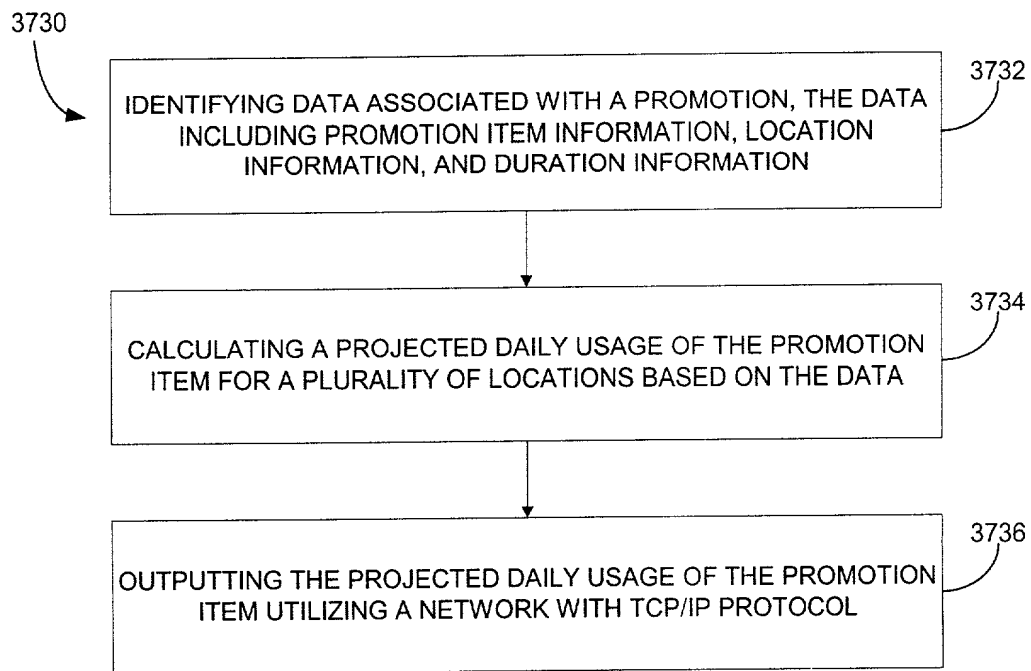 3730
3732
IDENTIFYING DATA ASSOCIATED WITH A PROMOTION, THE DATA
INCLUDING PROMOTION ITEM INFORMATION, LOCATION
INFORMATION, AND DURATION INFORMATION
3734
CALCULATING A PROJECTED DAILY USAGE OF THE PROMOTION
ITEM FOR A PLURALITY OF LOCATIONS BASED ON THE DATA
3736
OUTPUTTING THE PROJECTED DAILY USAGE OF THE PROMOTION
ITEM UTILIZING A NETWORK WITH TCP/IP PROTOCOL